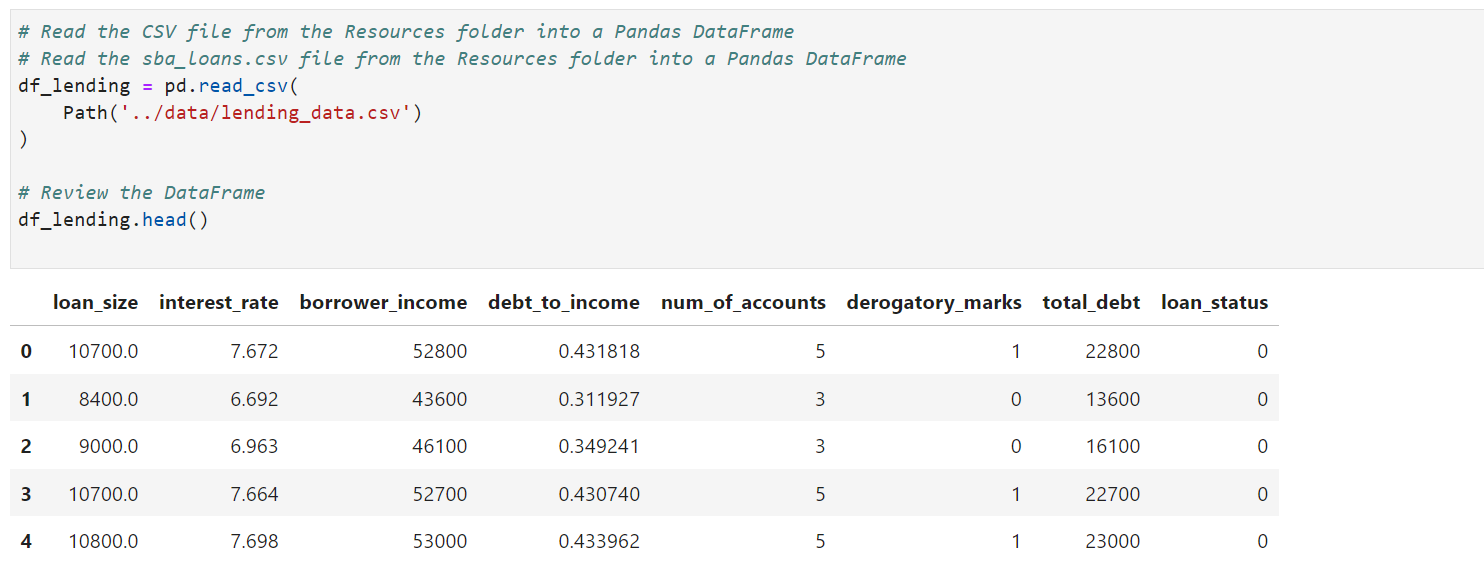 # Read the CSV file from the Resources folder into a Pandas DataFrame
# Read the sba_loans.csv file from the Resources folder into a Pandas DataFrame
df_lending = pd.read_csv(
    Path('../data/lending_data.csv')
)
# Review the DataFrame
df_lending.head()
loan_size interest_rate borrower_income debt_to_income num_of_accounts derogatory_marks total_debt loan_status
0 10700.0 7.672 52800 0.431818 5 1 22800 0
1 8400.0 6.692 43600 0.311927 3 0 13600 0
2 9000.0 6.963 46100 0.349241 3 0 16100 0
3 10700.0 7.664 52700 0.430740 5 1 22700 0
4 10800.0 7.698 53000 0.433962 5 1 23000 0